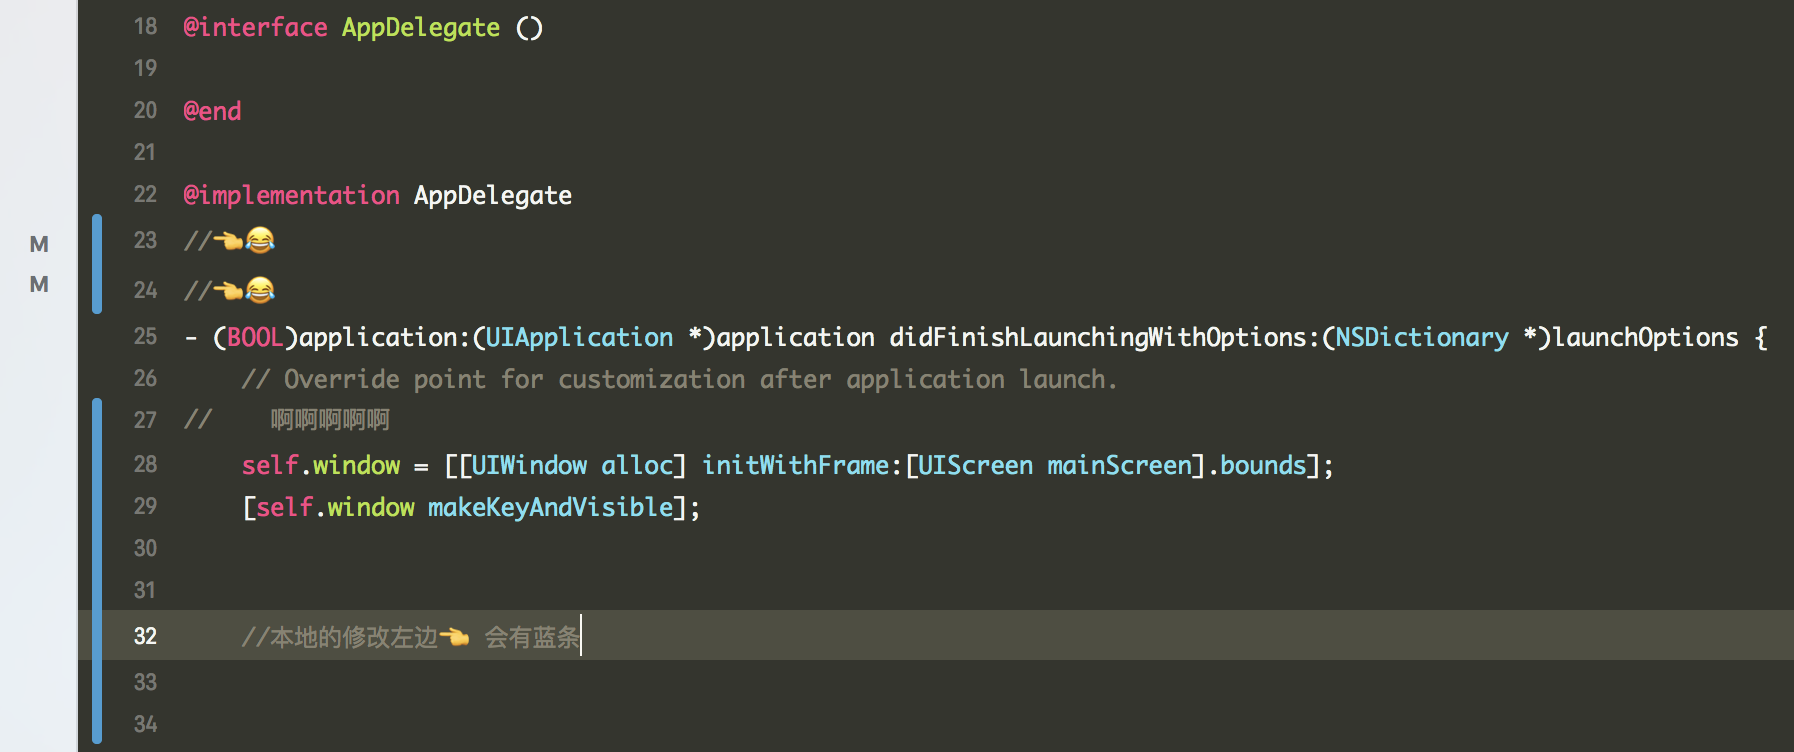 18 @interface AppDelegate ()
19
20 @end
21
22 @implementation AppDelegate
M 23 //👈😂
M 24 //👈😂
25 - (BOOL)application:(UIApplication *)application didFinishLaunchingWithOptions:(NSDictionary *)launchOptions {
26     // Override point for customization after application launch.
27 //    啊啊啊啊啊
28     self.window = [[UIWindow alloc] initWithFrame:[UIScreen mainScreen].bounds];
29     [self.window makeKeyAndVisible];
30
31
32     //本地的修改左边👈 会有蓝条
33
34